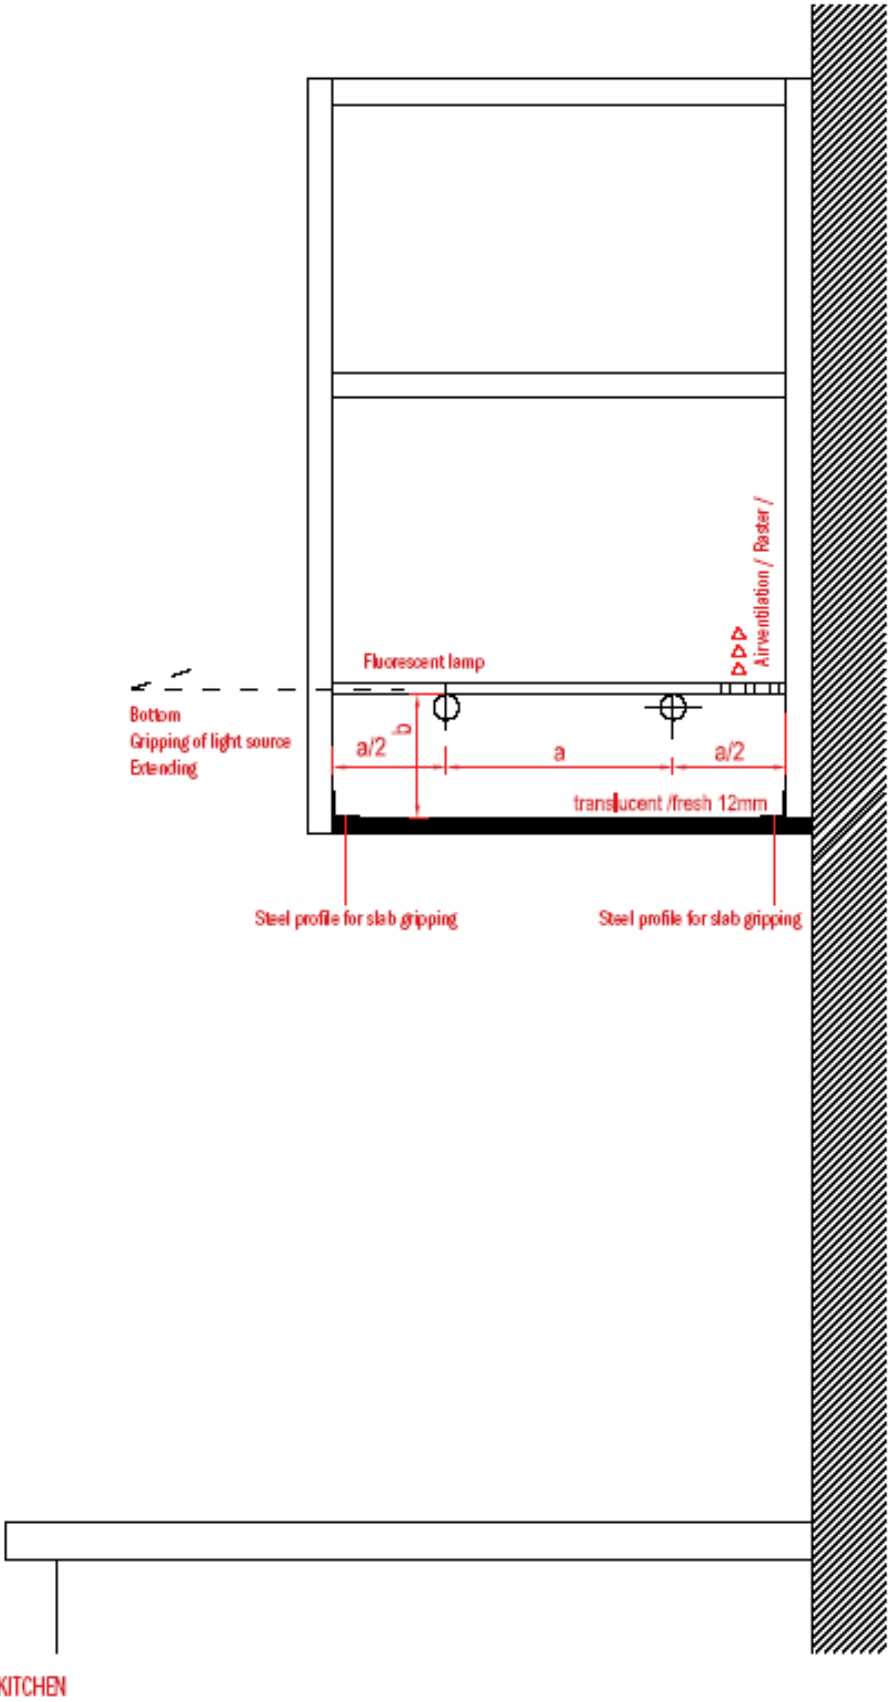 Airventilation / Raster /
Fluorescent lamp
Bottom
Gripping of light source
Extending
b
a/2
a
a/2
translucent /fresh 12mm
Steel profile for slab gripping
Steel profile for slab gripping
KITCHEN